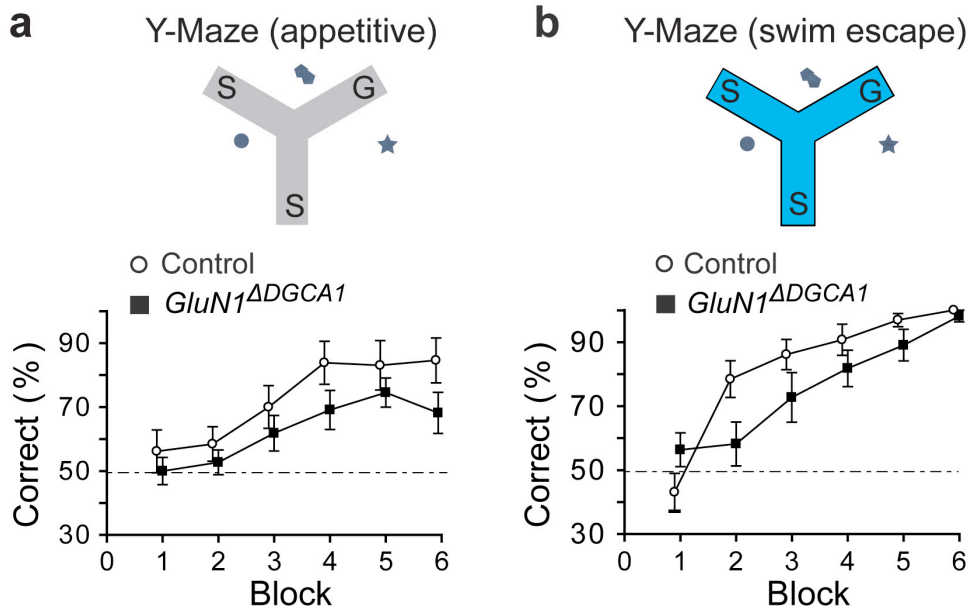 a
Y-Maze (appetitive)
S
G
S
Control
GluN1ΔDGCA1
Correct (%)
90
70
50
30
0 1 2 3 4 5 6
Block
b
Y-Maze (swim escape)
S
G
S
Control
GluN1ΔDGCA1
Correct (%)
90
70
50
30
0 1 2 3 4 5 6
Block